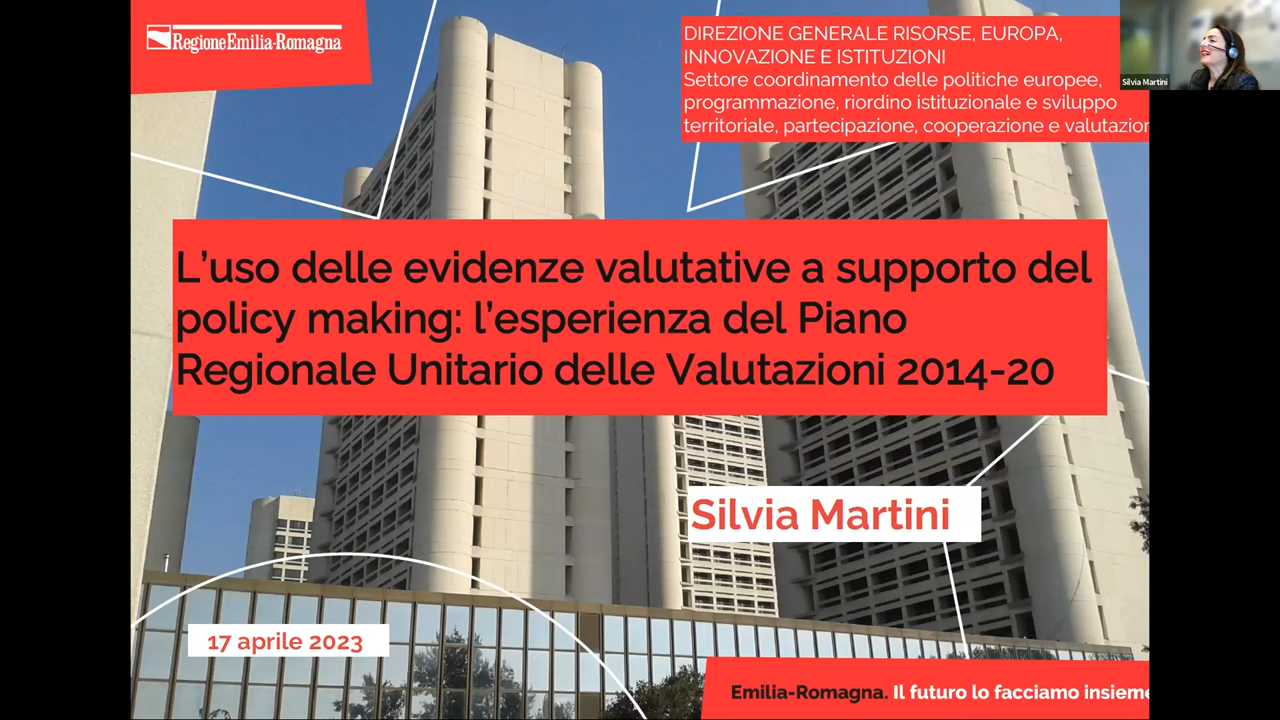 RegioneEmilia-Romagna
DIREZIONE GENERALE RISORSE, EUROPA,
INNOVAZIONE E ISTITUZIONI
Settore coordinamento delle politiche europee,
programmazione, riordino istituzionale e sviluppo
territoriale, partecipazione, cooperazione e valutazion
Silvia Martini
L'uso delle evidenze valutative a supporto del
policy making: l'esperienza del Piano
Regionale Unitario delle Valutazioni 2014-20
Silvia Martini
17 aprile 2023
Emilia-Romagna. Il futuro lo facciamo insieme